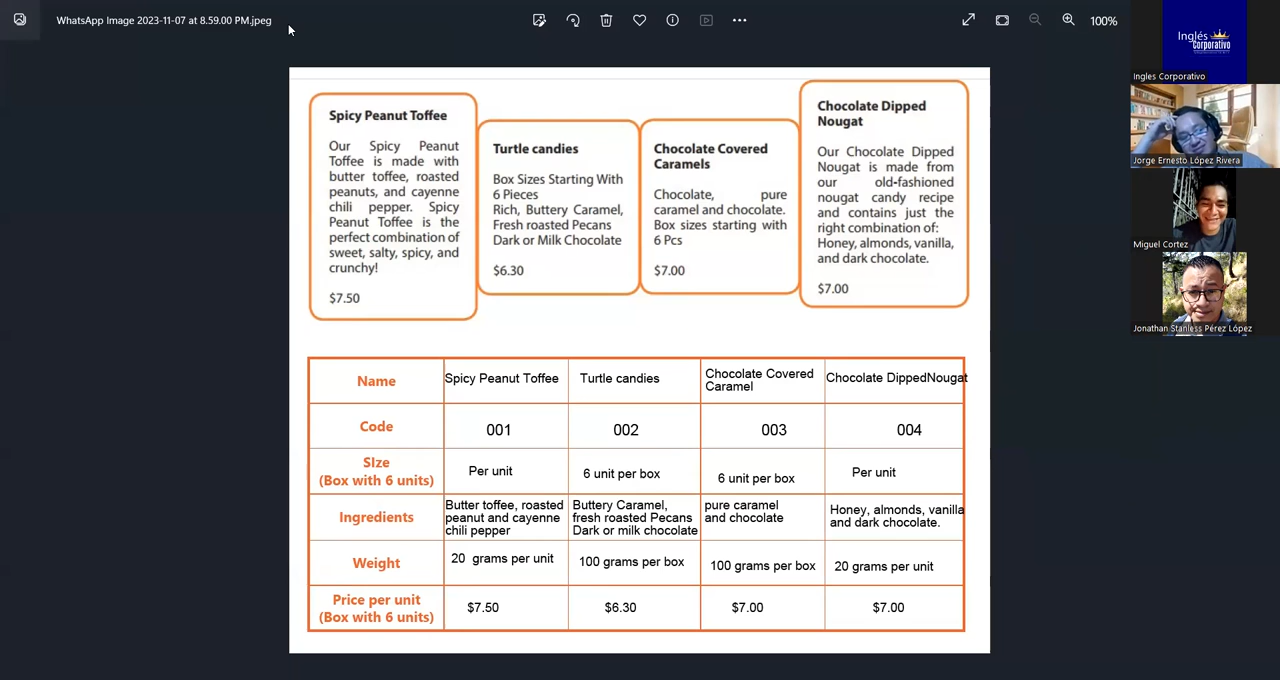 WhatsApp Image 2023-11-07 at 8.59.00 PM.jpeg
100%
Spicy Peanut Toffee
Our Spicy Peanut
Toffee is made with
butter toffee, roasted
peanuts, and cayenne
chili pepper. Spicy
Peanut Toffee is the
perfect combination of
sweet, salty, spicy, and
crunchy!
$7.50
Turtle candies
Box Sizes Starting With
6 Pieces
Rich, Buttery Caramel,
Fresh roasted Pecans
Dark or Milk Chocolate
$6.30
Chocolate Covered
Caramels
Chocolate, pure
caramel and chocolate.
Box sizes starting with
6 Pcs
$7.00
Chocolate Dipped
Nougat
Our Chocolate Dipped
Nougat is made from
our old-fashioned
nougat candy recipe
and contains just the
right combination of:
Honey, almonds, vanilla,
and dark chocolate.
$7.00
Name
Spicy Peanut Toffee
Turtle candies
Chocolate Covered
Caramel
Chocolate DippedNougat
Code
001
002
003
004
SIze
(Box with 6 units)
Per unit
6 unit per box
6 unit per box
Per unit
Ingredients
Butter toffee, roasted
peanut and cayenne
chili pepper
Buttery Caramel,
fresh roasted Pecans
Dark or milk chocolate
pure caramel
and chocolate
Honey, almonds, vanilla
and dark chocolate.
Weight
20 grams per unit
100 grams per box
100 grams per box
20 grams per unit
Price per unit
(Box with 6 units)
$7.50
$6.30
$7.00
$7.00
Inglés
Corporativo
Ingles Corporativo
Jorge Ernesto López Rivera
Miguel Cortez
Jonathan Stanless Pérez López